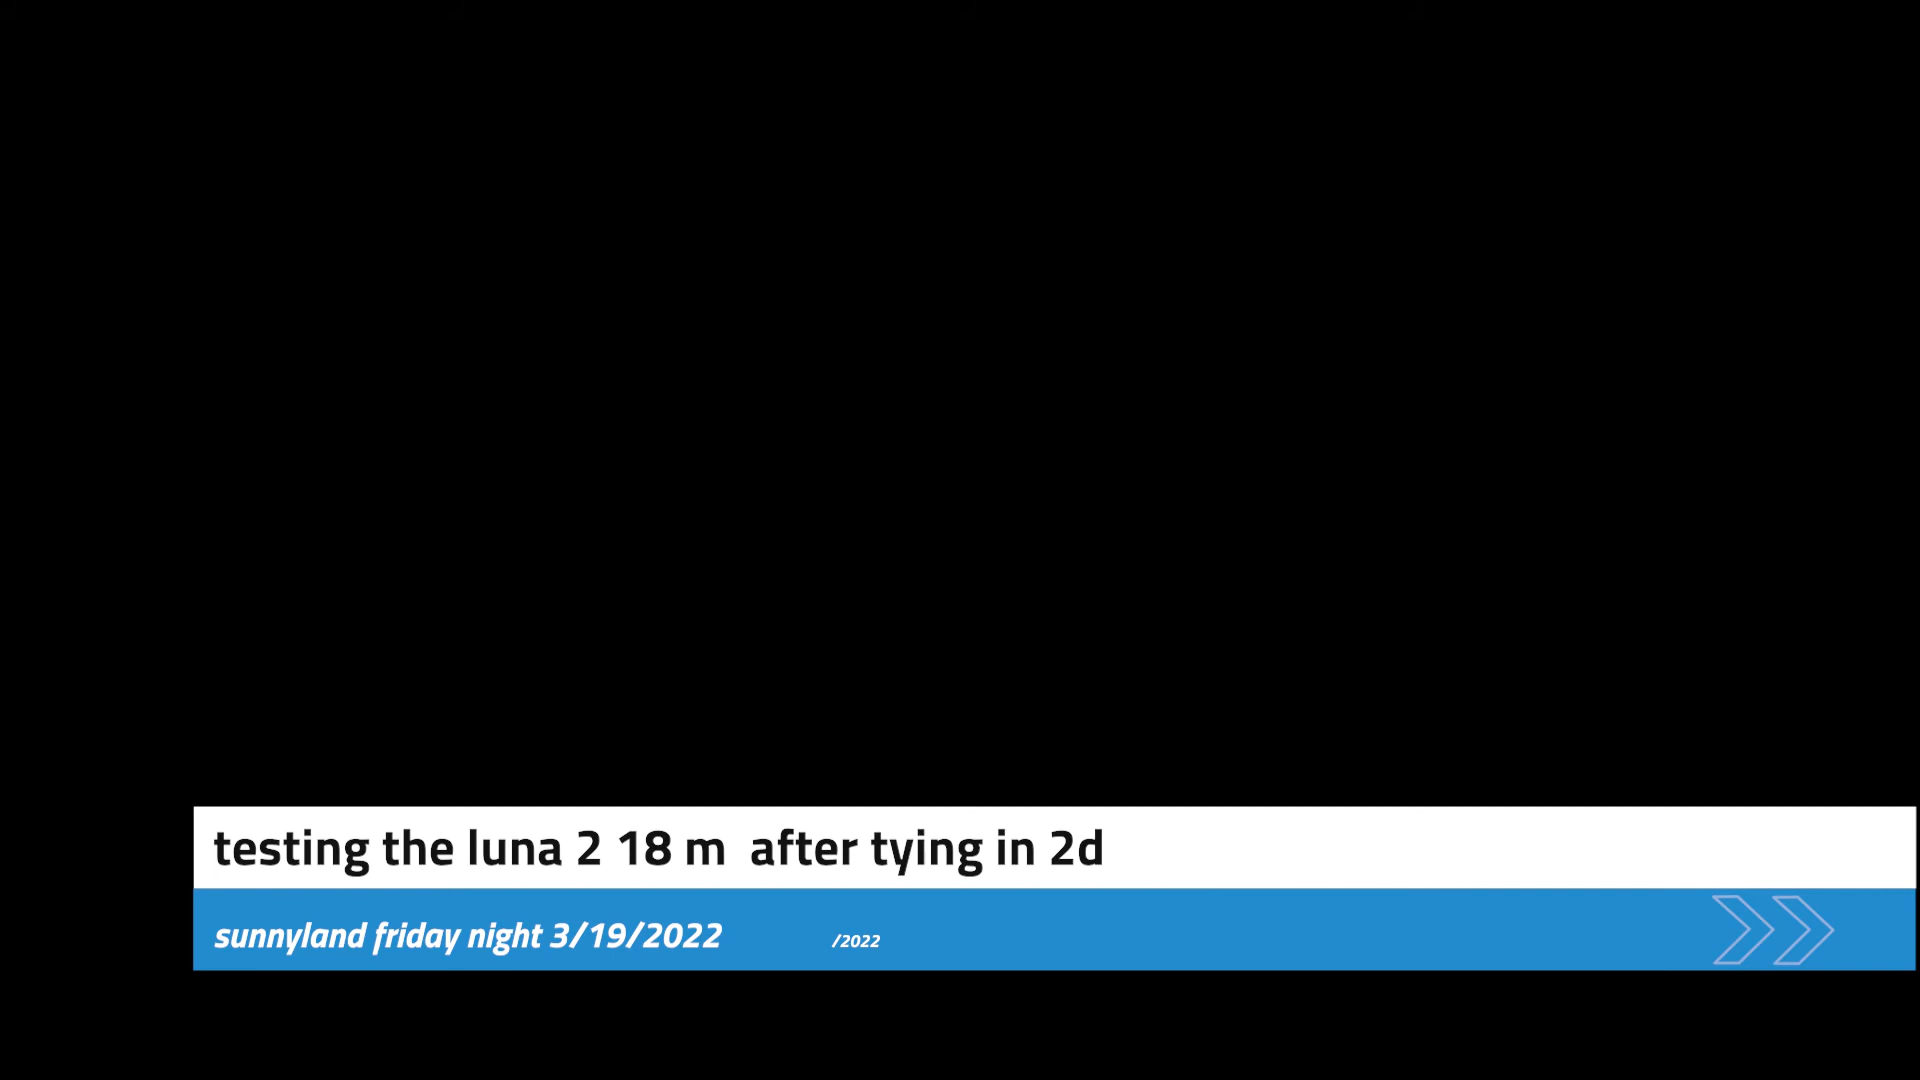 testing the luna 2 18 m  after tying in 2d
sunnyland friday night 3/19/2022 /2022